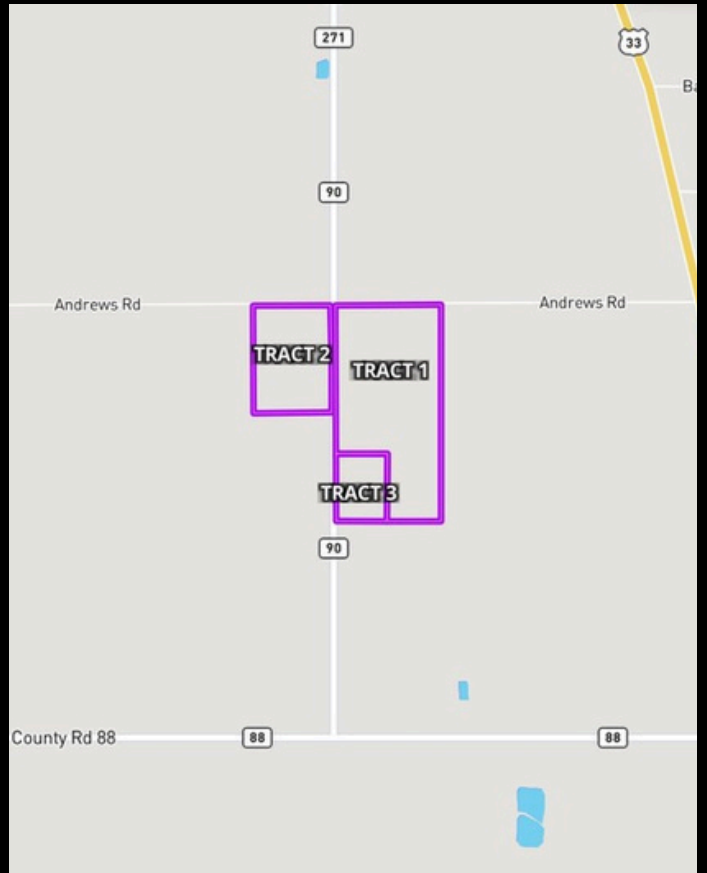 271
33
Ba
90
Andrews Rd
Andrews Rd
TRACT 2
TRACT 1
TRACT 3
90
County Rd 88
88
88